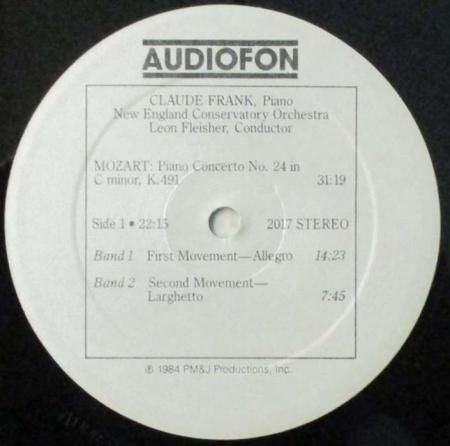 AUDIOFON
CLAUDE FRANK, Piano
New England Conservatory Orchestra
Leon Fleisher, Conductor
MOZART: Piano Concerto No. 24 in
C minor, K.491 31:19
Side 1 • 22:15 2017 STEREO
Band 1 First Movement—Allegro 14:23
Band 2 Second Movement—
Larghetto 7:45
℗ 1984 PM&J Productions, Inc.